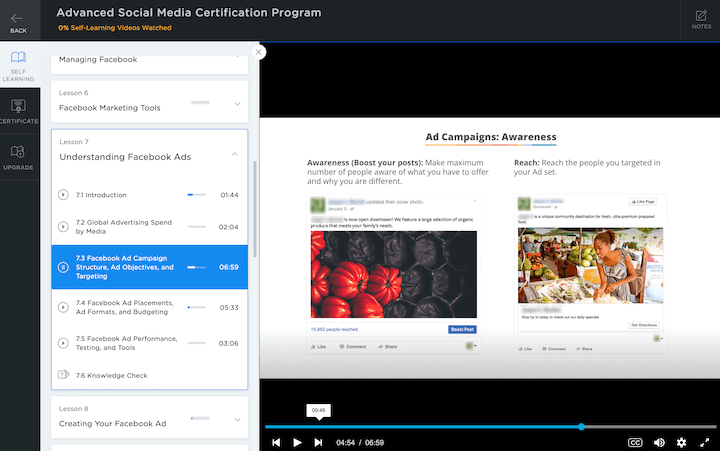 BACK
Advanced Social Media Certification Program
0% Self-Learning Videos Watched
NOTES
SELF
LEARNING
CERTIFICATE
UPGRADE
Managing Facebook
Lesson 6
Facebook Marketing Tools
Lesson 7
Understanding Facebook Ads
7.1 Introduction
01:44
7.2 Global Advertising Spend
by Media
02:04
7.3 Facebook Ad Campaign
Structure, Ad Objectives, and
Targeting
06:59
7.4 Facebook Ad Placements,
Ad Formats, and Budgeting
05:33
7.5 Facebook Ad Performance,
Testing, and Tools
03:06
7.6 Knowledge Check
Lesson 8
Creating Your Facebook Ad
Ad Campaigns: Awareness
Awareness (Boost your posts): Make maximum
number of people aware of what you have to offer
and why you are different.
updated their cover photo.
January 5
is now open downtown! We feature a large selection of organic
produce that meets your family's needs.
people reached
Boost Post
Like Comment Share
Reach: Reach the people you targeted in
your Ad set.
Sponsored
Like Page
is a unique community destination for fresh, ultra-premium prepared
food.
Stop by to today to check out our daily specials
Get Directions
Like Comment Share
00:49
04:54 / 06:59
CC